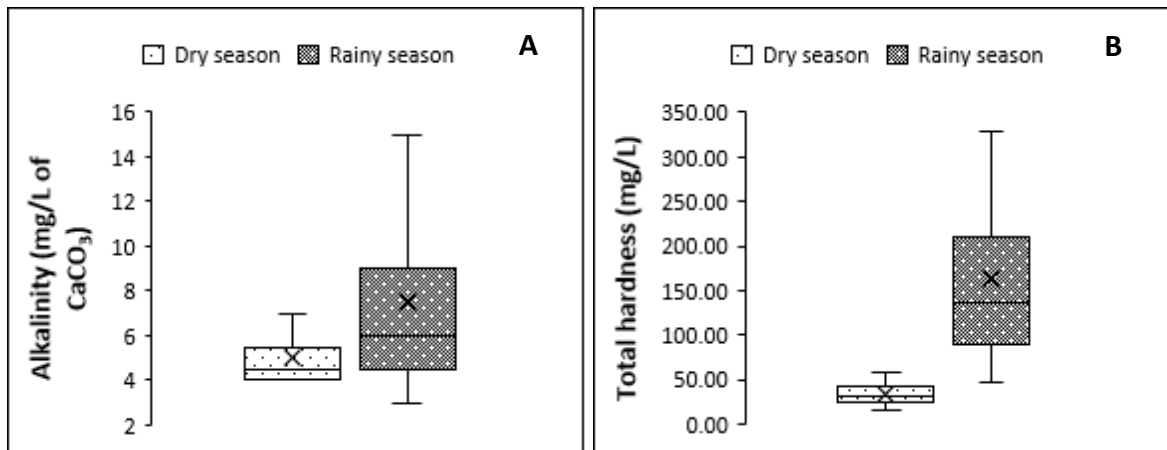 A
Dry season Rainy season
Alkalinity (mg/L of
CaCO₃)
16
14
12
10
8
6
4
2
B
Dry season Rainy season
Total hardness (mg/L)
350.00
300.00
250.00
200.00
150.00
100.00
50.00
0.00